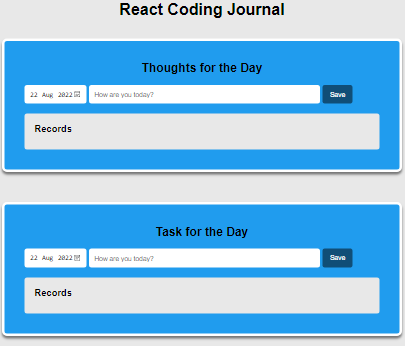 React Coding Journal
Thoughts for the Day
22 Aug 2022 How are you today? Save
Records
Task for the Day
22 Aug 2022 How are you today? Save
Records